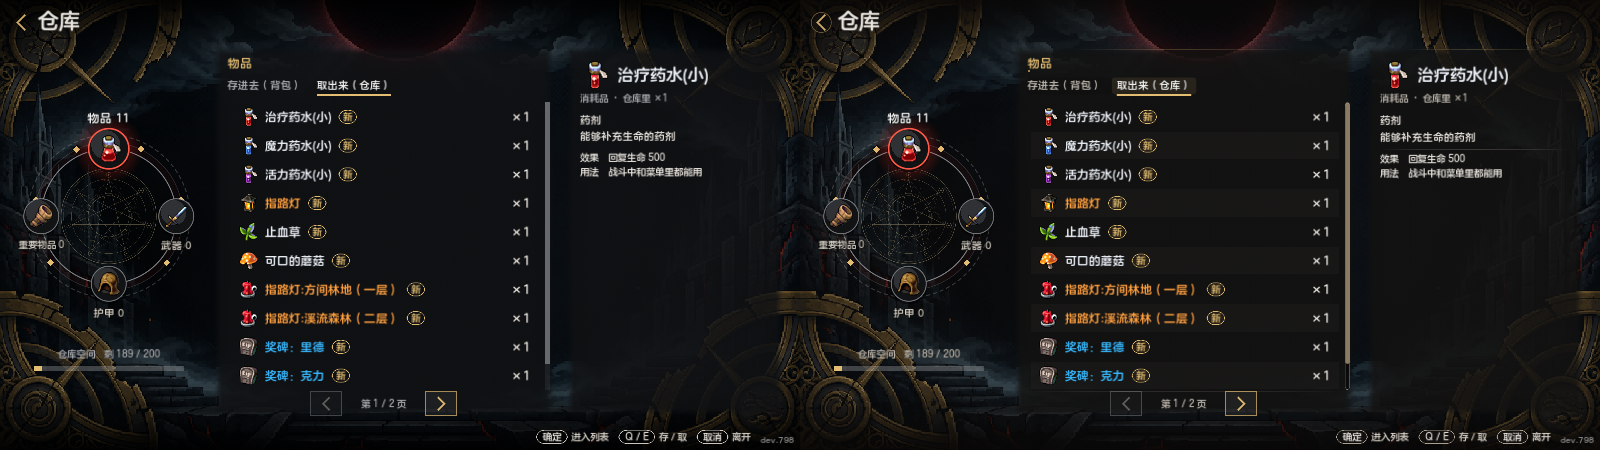 仓库
物品
存进去（背包） 取出来（仓库）
物品 11
重要物品 0
武器 0
护甲 0
仓库空间 剩 189 / 200
治疗药水(小) 新 ×1
魔力药水(小) 新 ×1
活力药水(小) 新 ×1
指路灯 新 ×1
止血草 新 ×1
可口的蘑菇 新 ×1
指路灯:方间林地（一层） 新 ×1
指路灯:溪流森林（二层） 新 ×1
奖碑：里德 新 ×1
奖碑：克力 新 ×1
第 1 / 2 页
治疗药水(小)
消耗品 · 仓库里 ×1
药剂
能够补充生命的药剂
效果 回复生命 500
用法 战斗中和菜单里都能用
确定 进入列表 Q / E 存 / 取 取消 离开
dev.798
仓库
物品
存进去（背包） 取出来（仓库）
物品 11
重要物品 0
武器 0
护甲 0
仓库空间 剩 189 / 200
治疗药水(小) 新 ×1
魔力药水(小) 新 ×1
活力药水(小) 新 ×1
指路灯 新 ×1
止血草 新 ×1
可口的蘑菇 新 ×1
指路灯:方间林地（一层） 新 ×1
指路灯:溪流森林（二层） 新 ×1
奖碑：里德 新 ×1
奖碑：克力 新 ×1
第 1 / 2 页
治疗药水(小)
消耗品 · 仓库里 ×1
药剂
能够补充生命的药剂
效果 回复生命 500
用法 战斗中和菜单里都能用
确定 进入列表 Q / E 存 / 取 取消 离开
dev.798